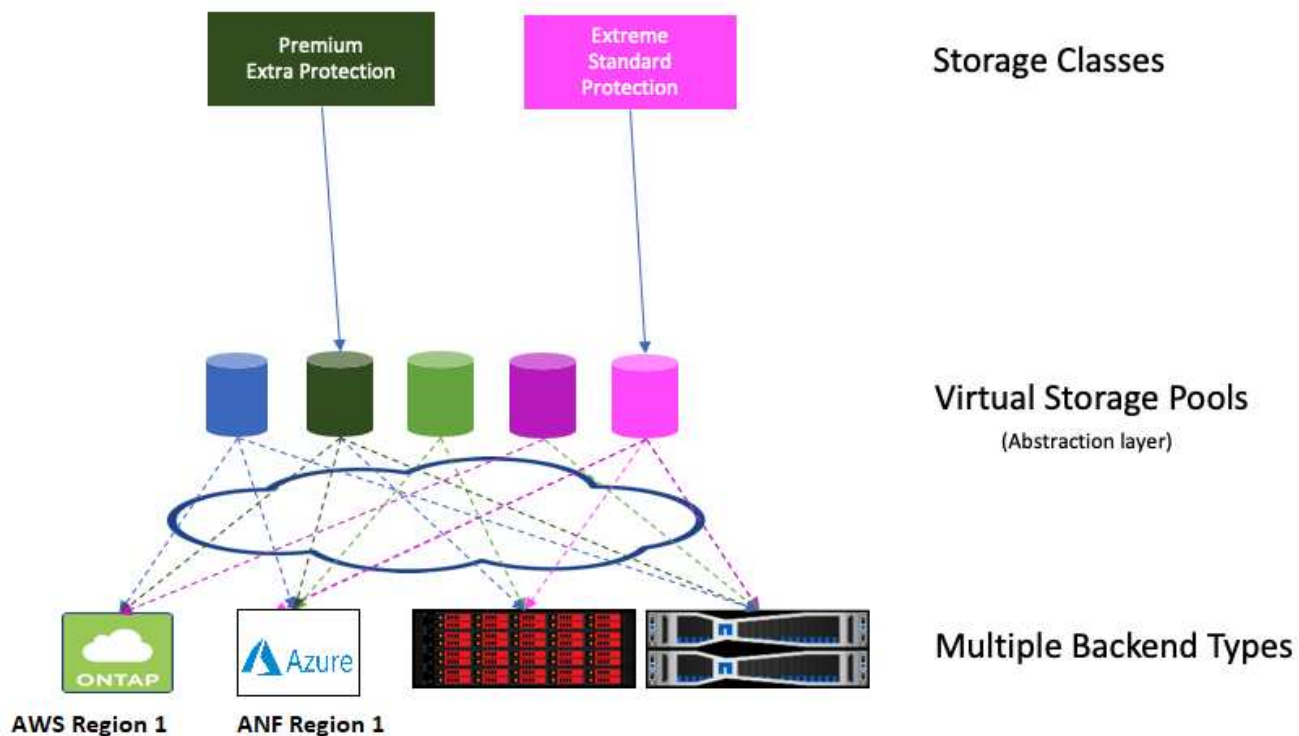 Premium
Extra Protection
Extreme
Standard
Protection
Storage Classes
Virtual Storage Pools
(Abstraction layer)
ONTAP
Azure
Multiple Backend Types
AWS Region 1
ANF Region 1